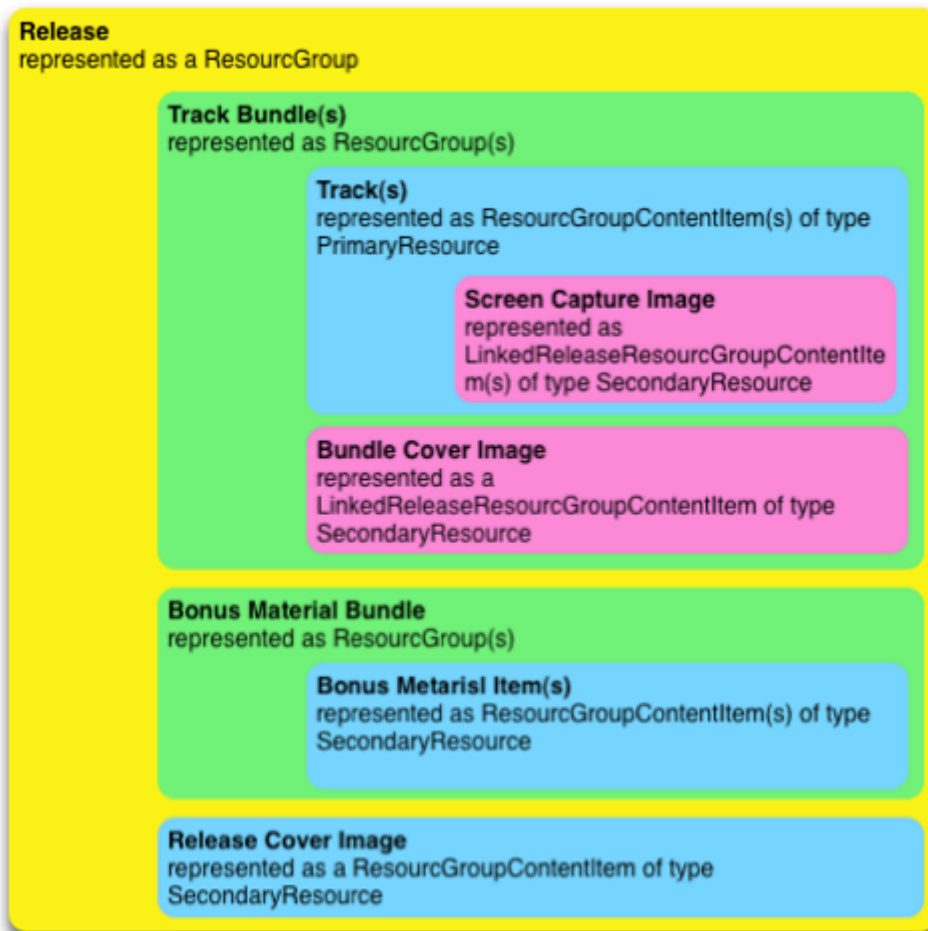 Release
represented as a ResourcGroup
Track Bundle(s)
represented as ResourcGroup(s)
Track(s)
represented as ResourcGroupContentItem(s) of type
PrimaryResource
Screen Capture Image
represented as
LinkedReleaseResourcGroupContentIte
m(s) of type SecondaryResource
Bundle Cover Image
represented as a
LinkedReleaseResourcGroupContentItem of type
SecondaryResource
Bonus Material Bundle
represented as ResourcGroup(s)
Bonus Metarisl Item(s)
represented as ResourcGroupContentItem(s) of type
SecondaryResource
Release Cover Image
represented as a ResourcGroupContentItem of type
SecondaryResource